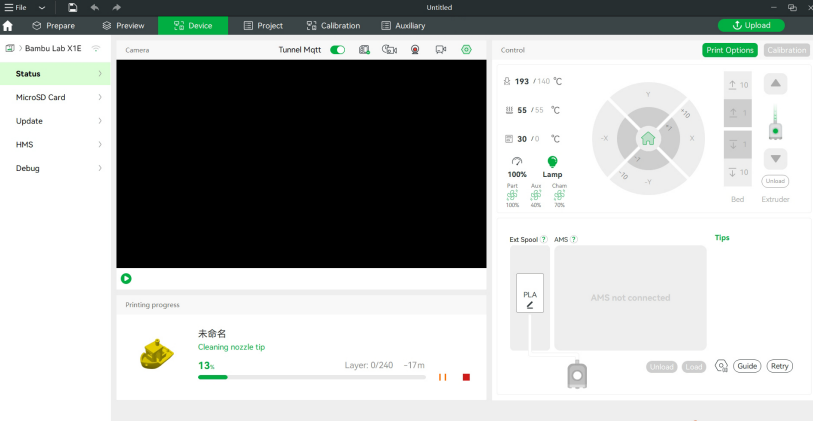 File
Untitled
Prepare
Preview
Device
Project
Calibration
Auxiliary
Upload
> Bambu Lab X1E
Status
MicroSD Card
Update
HMS
Debug
Camera
Tunnel Mqtt
Control
Print Options
Calibration
193 /140 °C
55 /55 °C
30 /0 °C
100%
Lamp
Part Aux Cham
100% 40% 70%
Y
X
-Y
-X
+10
+1
-1
-10
10
1
1
10
Bed
Unload
Extruder
Printing progress
未命名
Cleaning nozzle tip
13%
Layer: 0/240 -17m
Ext Spool ?
AMS ?
Tips
PLA
AMS not connected
Unload
Load
Guide
Retry